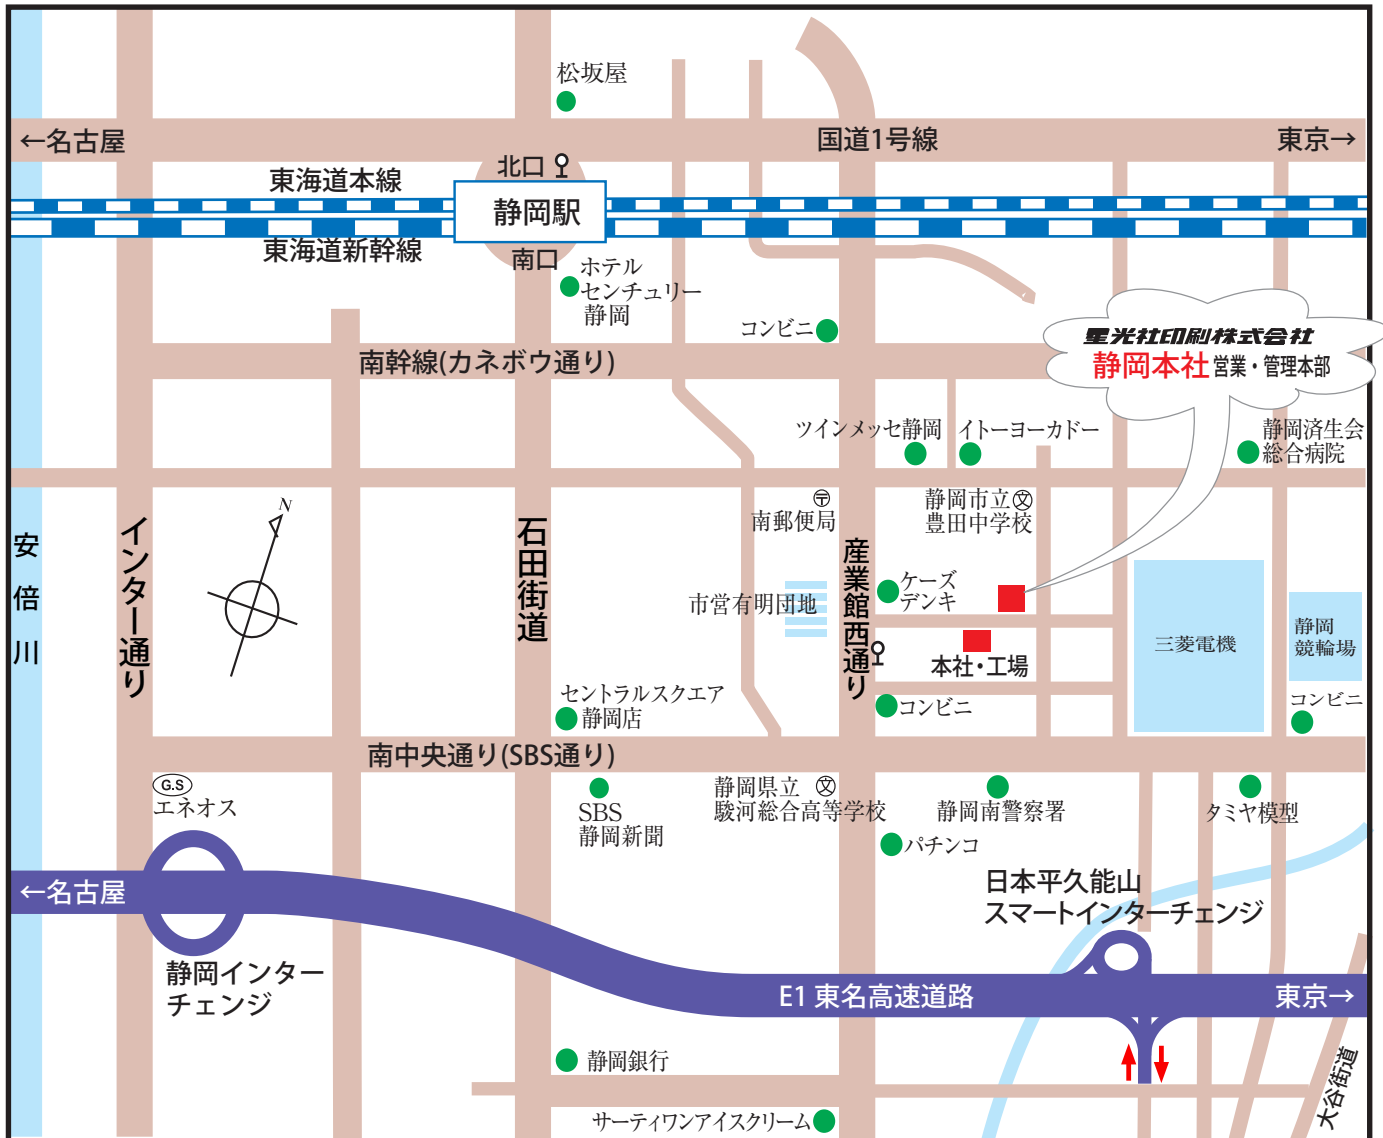 松坂屋
←名古屋
国道1号線
東京→
北口
東海道本線
静岡駅
東海道新幹線
南口
ホテル
センチュリー
静岡
コンビニ
南幹線(カネボウ通り)
星光社印刷株式会社
静岡本社 営業・管理本部
ツインメッセ静岡
イトーヨーカドー
静岡済生会
総合病院
N
〒
南郵便局
静岡市立 文
豊田中学校
安倍川
インター通り
石田街道
産業館西通り
ケーズ
デンキ
市営有明団地
本社・工場
三菱電機
静岡
競輪場
セントラルスクエア
静岡店
コンビニ
コンビニ
南中央通り(SBS通り)
G.S
エネオス
SBS
静岡新聞
静岡県立 文
駿河総合高等学校
静岡南警察署
タミヤ模型
パチンコ
日本平久能山
スマートインターチェンジ
←名古屋
静岡インター
チェンジ
E1 東名高速道路
東京→
静岡銀行
大谷街道
サーティワンアイスクリーム